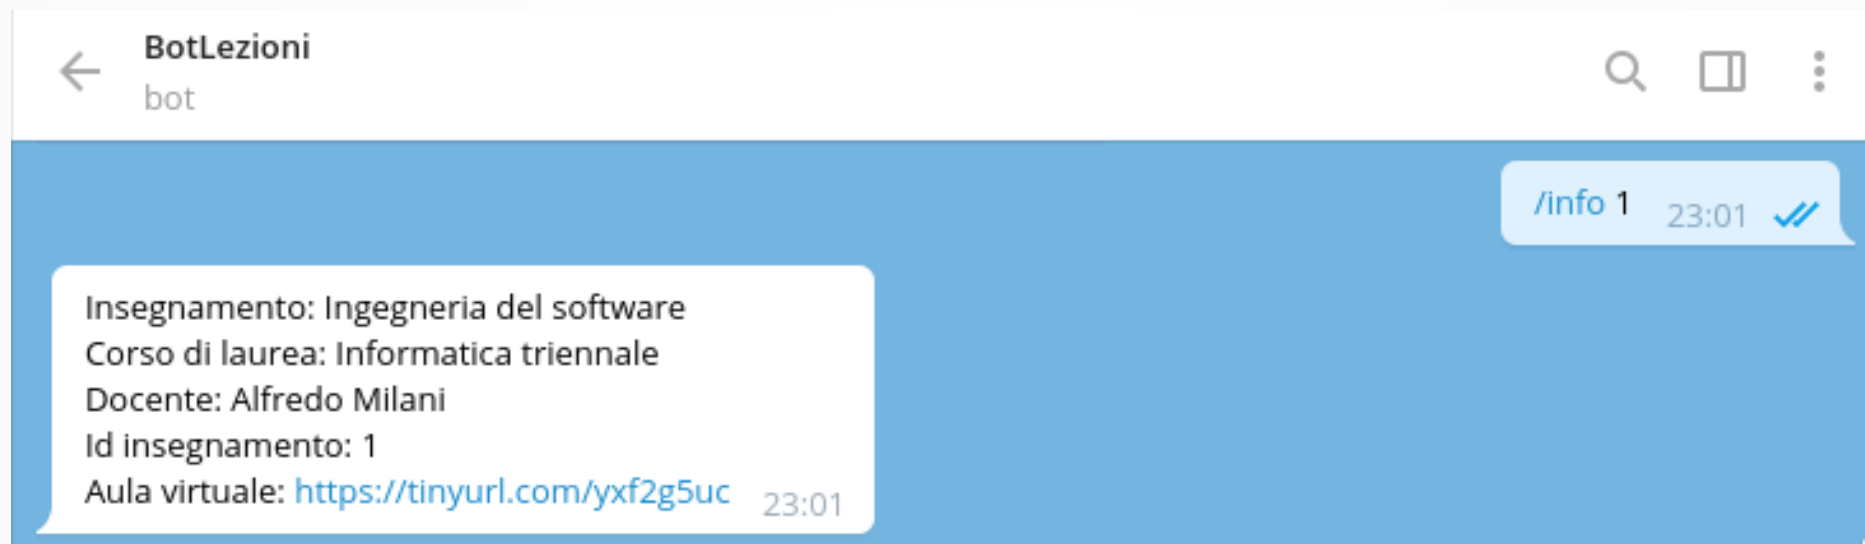 BotLezioni
bot
/info 1 23:01
Insegnamento: Ingegneria del software
Corso di laurea: Informatica triennale
Docente: Alfredo Milani
Id insegnamento: 1
Aula virtuale: https://tinyurl.com/yxf2g5uc 23:01